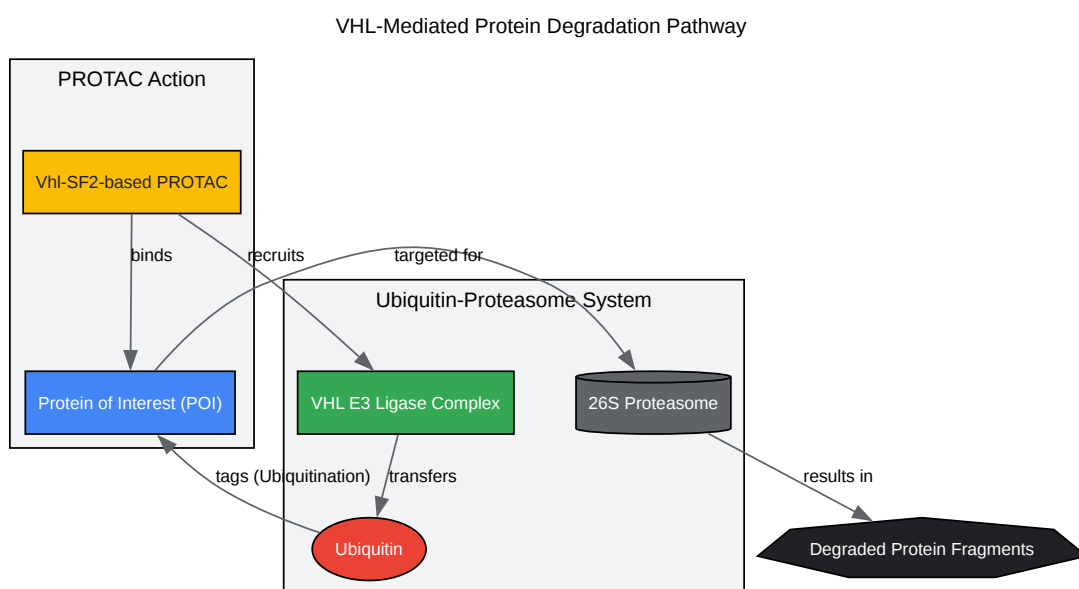 VHL-Mediated Protein Degradation Pathway
PROTAC Action
Vhl-SF2-based PROTAC
binds
recruits
targeted for
Ubiquitin-Proteasome System
Protein of Interest (POI)
VHL E3 Ligase Complex
26S Proteasome
tags (Ubiquitination)
transfers
results in
Ubiquitin
Degraded Protein Fragments